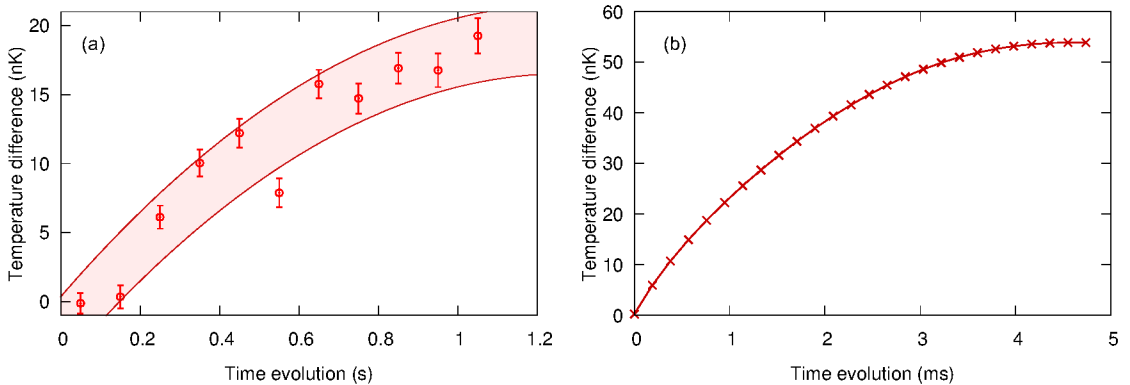 (a)
Temperature difference (nK)
20
15
10
5
0
0 0.2 0.4 0.6 0.8 1 1.2
Time evolution (s)
(b)
Temperature difference (nK)
60
50
40
30
20
10
0
0 1 2 3 4 5
Time evolution (ms)